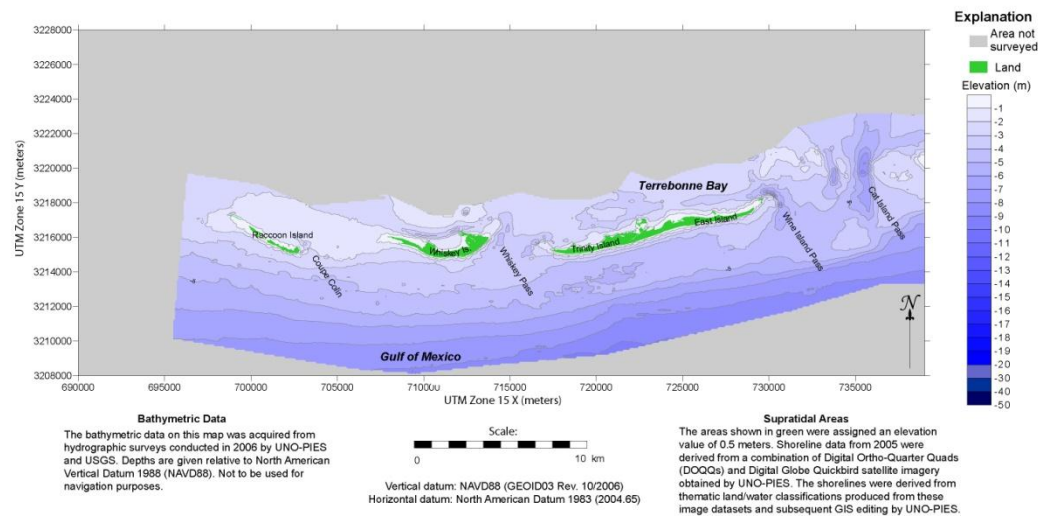 Explanation
Area not
surveyed
Land
Elevation (m)
-1
-2
-3
-4
-5
-6
-7
-8
-9
-10
-11
-13
-15
-17
-19
-20
-30
-40
-50
3228000
3226000
3224000
3222000
3220000
3218000
3216000
3214000
3212000
3210000
3208000
UTM Zone 15 Y (meters)
Terrebonne Bay
Raccoon Island
Coupe Colin
Whiskey Is.
Whiskey Pass
Trinity Island
East Island
Wine Island Pass
Cat Island Pass
Gulf of Mexico
N
690000 695000 700000 705000 710000 715000 720000 725000 730000 735000
UTM Zone 15 X (meters)
Bathymetric Data
The bathymetric data on this map was acquired from
hydrographic surveys conducted in 2006 by UNO-PIES
and USGS. Depths are given relative to North American
Vertical Datum 1988 (NAVD88). Not to be used for
navigation purposes.
Scale:
0 10 km
Vertical datum: NAVD88 (GEOID03 Rev. 10/2006)
Horizontal datum: North American Datum 1983 (2004.65)
Supratidal Areas
The areas shown in green were assigned an elevation
value of 0.5 meters. Shoreline data from 2005 were
derived from a combination of Digital Ortho-Quarter Quads
(DOQQs) and Digital Globe Quickbird satellite imagery
obtained by UNO-PIES. The shorelines were derived from
thematic land/water classifications produced from these
image datasets and subsequent GIS editing by UNO-PIES.